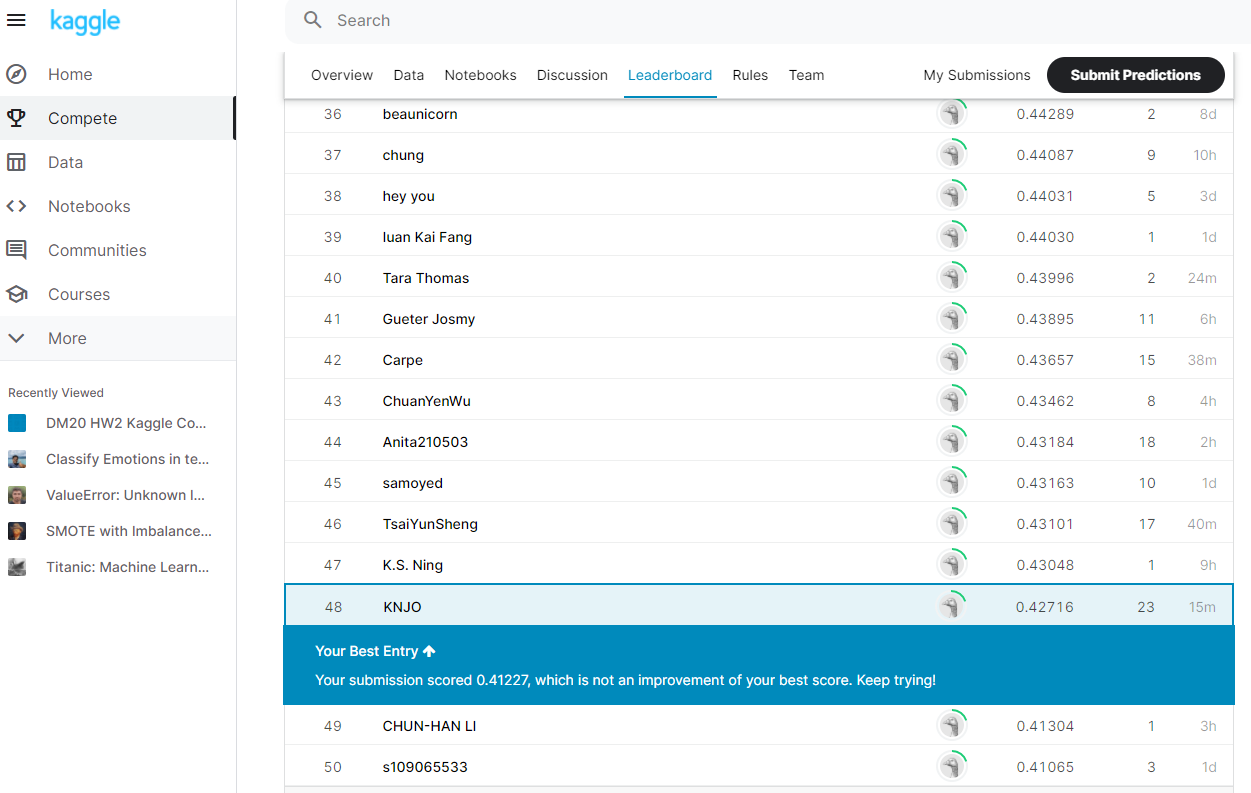 kaggle
Search
Home
Compete
Data
Notebooks
Communities
Courses
More
Recently Viewed
DM20 HW2 Kaggle Co...
Classify Emotions in te...
ValueError: Unknown l...
SMOTE with Imbalance...
Titanic: Machine Learn...
Overview Data Notebooks Discussion Leaderboard Rules Team My Submissions Submit Predictions
36 beaunicorn 0.44289 2 8d
37 chung 0.44087 9 10h
38 hey you 0.44031 5 3d
39 Iuan Kai Fang 0.44030 1 1d
40 Tara Thomas 0.43996 2 24m
41 Gueter Josmy 0.43895 11 6h
42 Carpe 0.43657 15 38m
43 ChuanYenWu 0.43462 8 4h
44 Anita210503 0.43184 18 2h
45 samoyed 0.43163 10 1d
46 TsaiYunSheng 0.43101 17 40m
47 K.S. Ning 0.43048 1 9h
48 KNJO 0.42716 23 15m
Your Best Entry ↑
Your submission scored 0.41227, which is not an improvement of your best score. Keep trying!
49 CHUN-HAN LI 0.41304 1 3h
50 s109065533 0.41065 3 1d